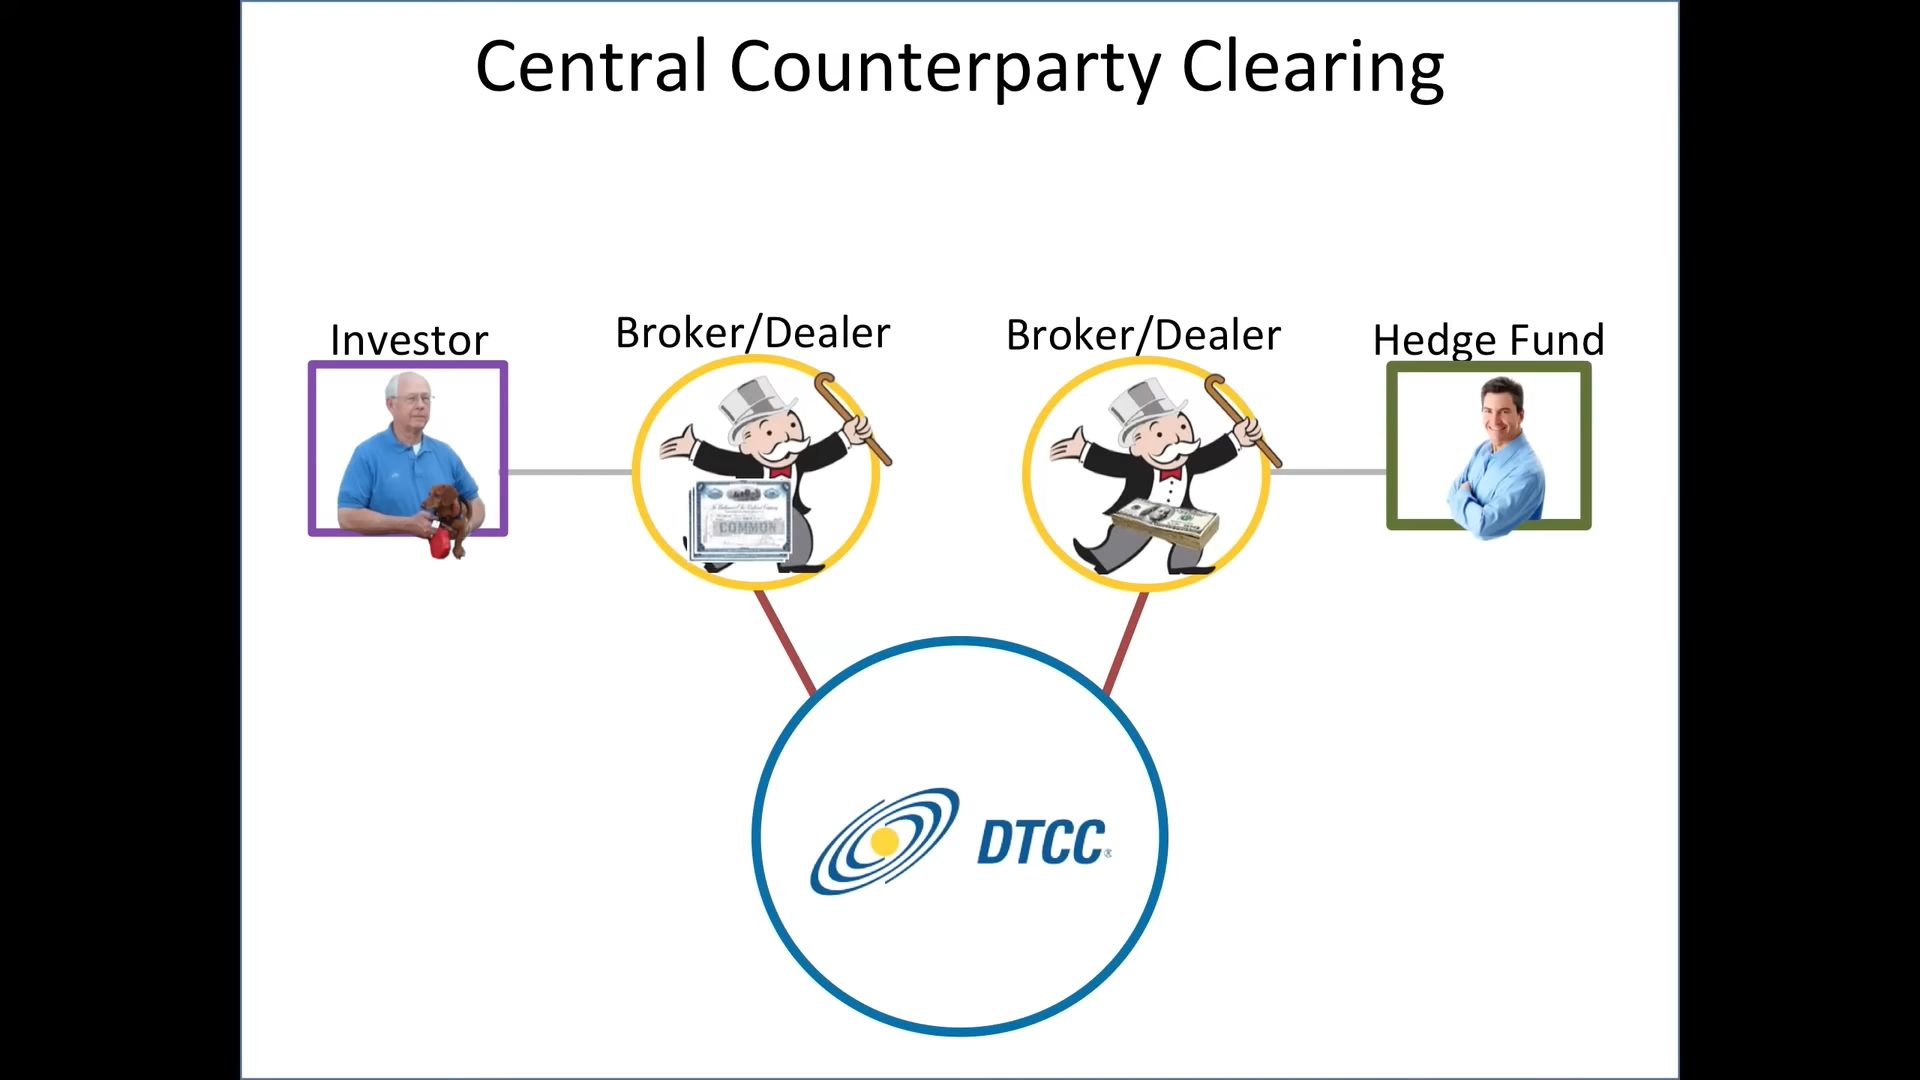 Central Counterparty Clearing
Investor
Broker/Dealer
Broker/Dealer
Hedge Fund
COMMON
DTCC®